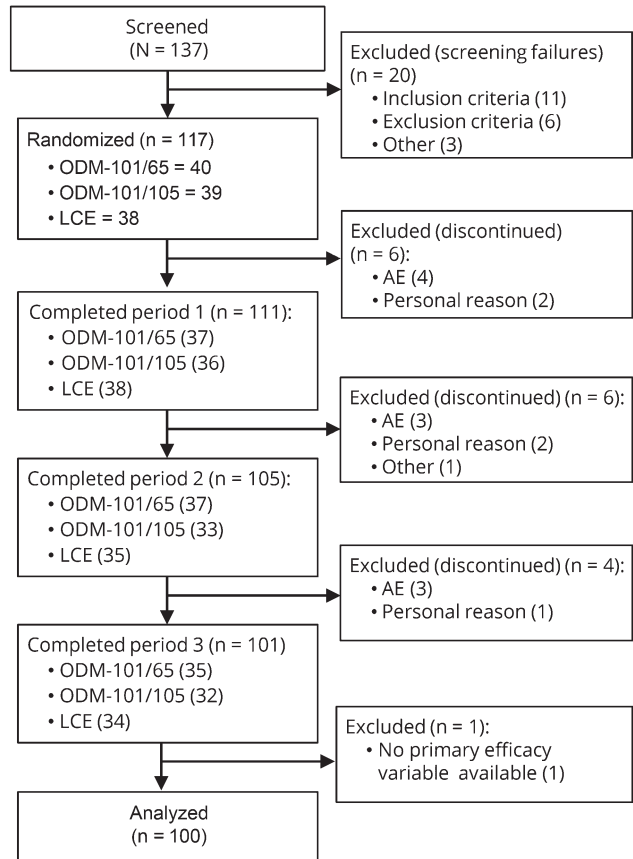 Screened
(N = 137)
Excluded (screening failures)
(n = 20)
• Inclusion criteria (11)
• Exclusion criteria (6)
• Other (3)
Randomized (n = 117)
• ODM-101/65 = 40
• ODM-101/105 = 39
• LCE = 38
Excluded (discontinued)
(n = 6):
• AE (4)
• Personal reason (2)
Completed period 1 (n = 111):
• ODM-101/65 (37)
• ODM-101/105 (36)
• LCE (38)
Excluded (discontinued) (n = 6):
• AE (3)
• Personal reason (2)
• Other (1)
Completed period 2 (n = 105):
• ODM-101/65 (37)
• ODM-101/105 (33)
• LCE (35)
Excluded (discontinued) (n = 4):
• AE (3)
• Personal reason (1)
Completed period 3 (n = 101)
• ODM-101/65 (35)
• ODM-101/105 (32)
• LCE (34)
Excluded (n = 1):
• No primary efficacy
variable available (1)
Analyzed
(n = 100)